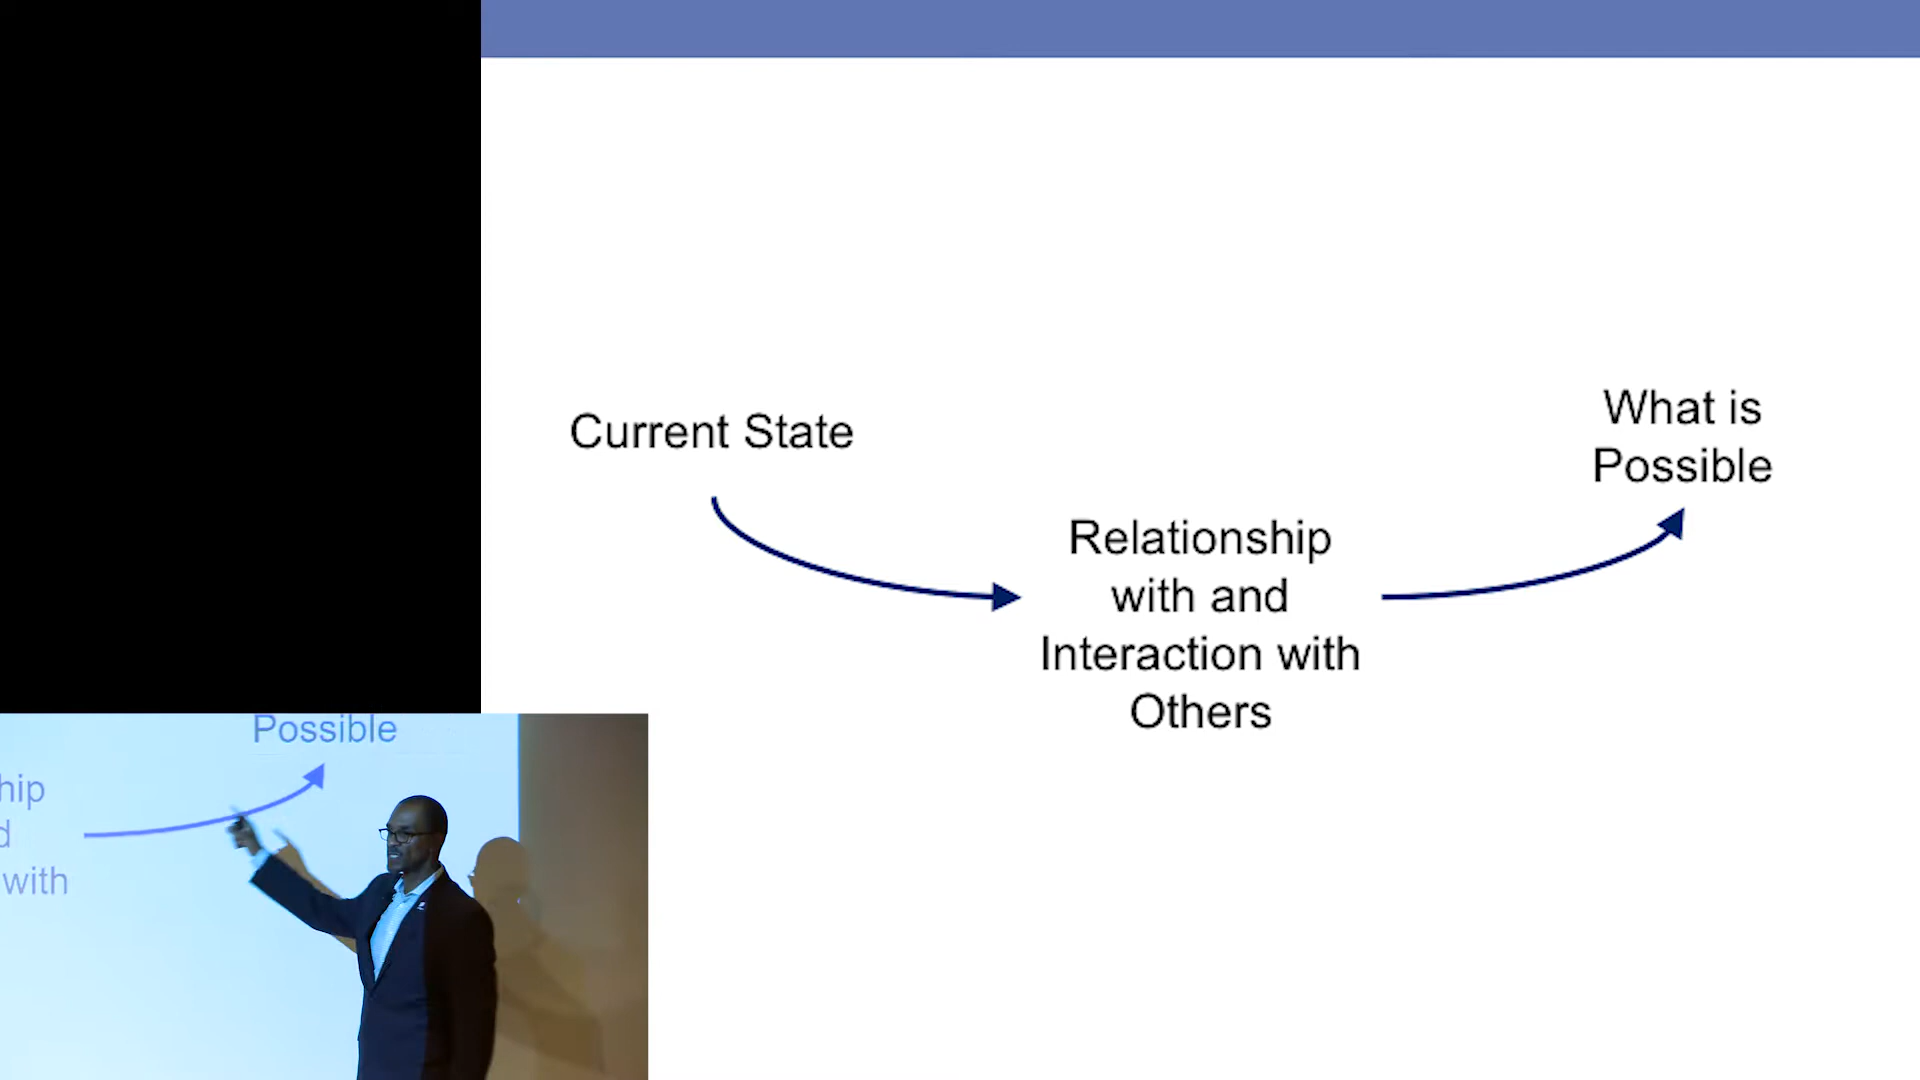 Current State
What is
Possible
Relationship
with and
Interaction with
Others
Possible
hip
d
with